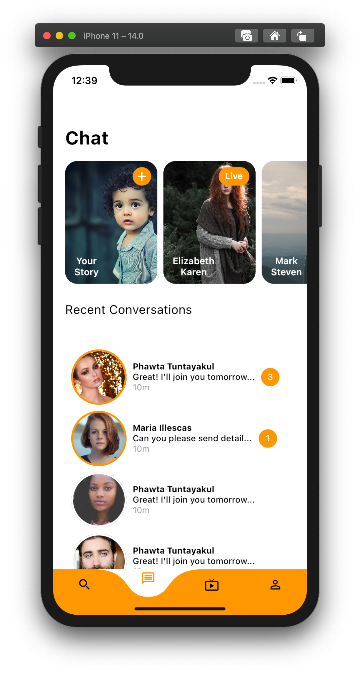 iPhone 11 – 14.0
12:39
Chat
Live
Your
Story
Elizabeth
Karen
Mark
Steven
Recent Conversations
Phawta Tuntayakul
Great! I'll join you tomorrow...
10m
3
Maria Illescas
Can you please send detail...
10m
1
Phawta Tuntayakul
Great! I'll join you tomorrow...
10m
Phawta Tuntayakul
Great! I'll join you tomorrow...